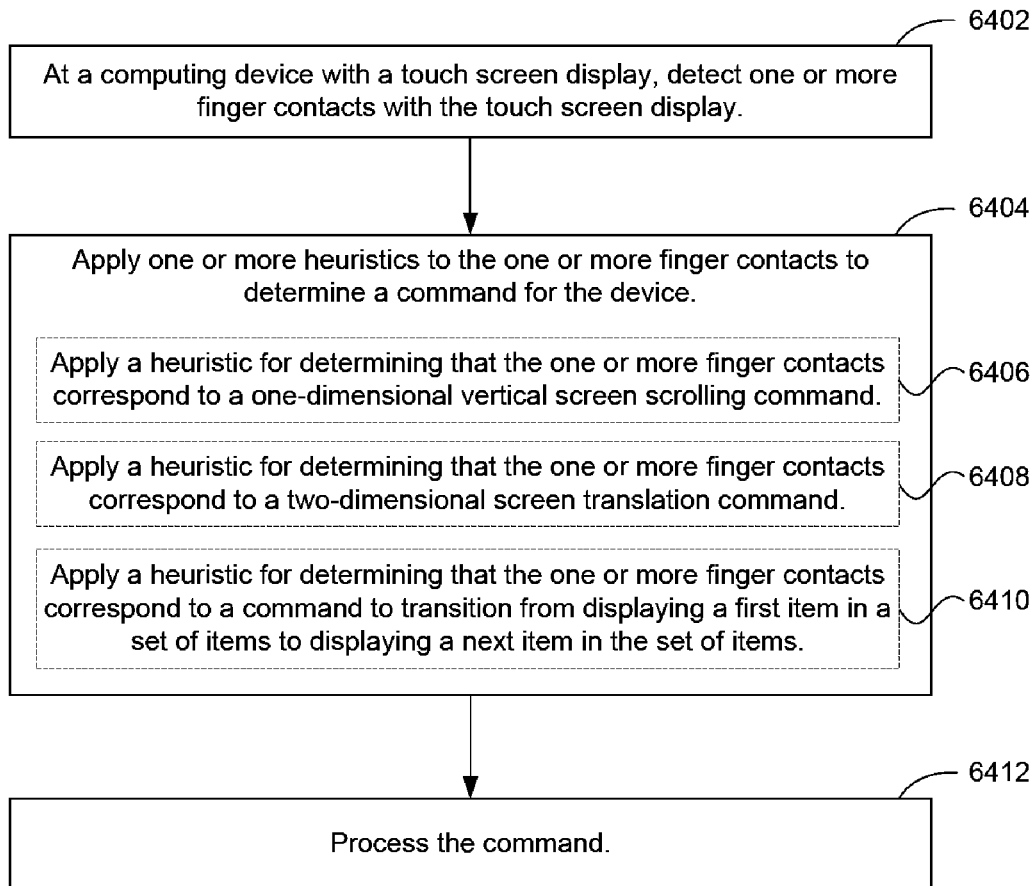 6402
At a computing device with a touch screen display, detect one or more
finger contacts with the touch screen display.
6404
Apply one or more heuristics to the one or more finger contacts to
determine a command for the device.
Apply a heuristic for determining that the one or more finger contacts
correspond to a one-dimensional vertical screen scrolling command.
6406
Apply a heuristic for determining that the one or more finger contacts
correspond to a two-dimensional screen translation command.
6408
Apply a heuristic for determining that the one or more finger contacts
correspond to a command to transition from displaying a first item in a
set of items to displaying a next item in the set of items.
6410
6412
Process the command.